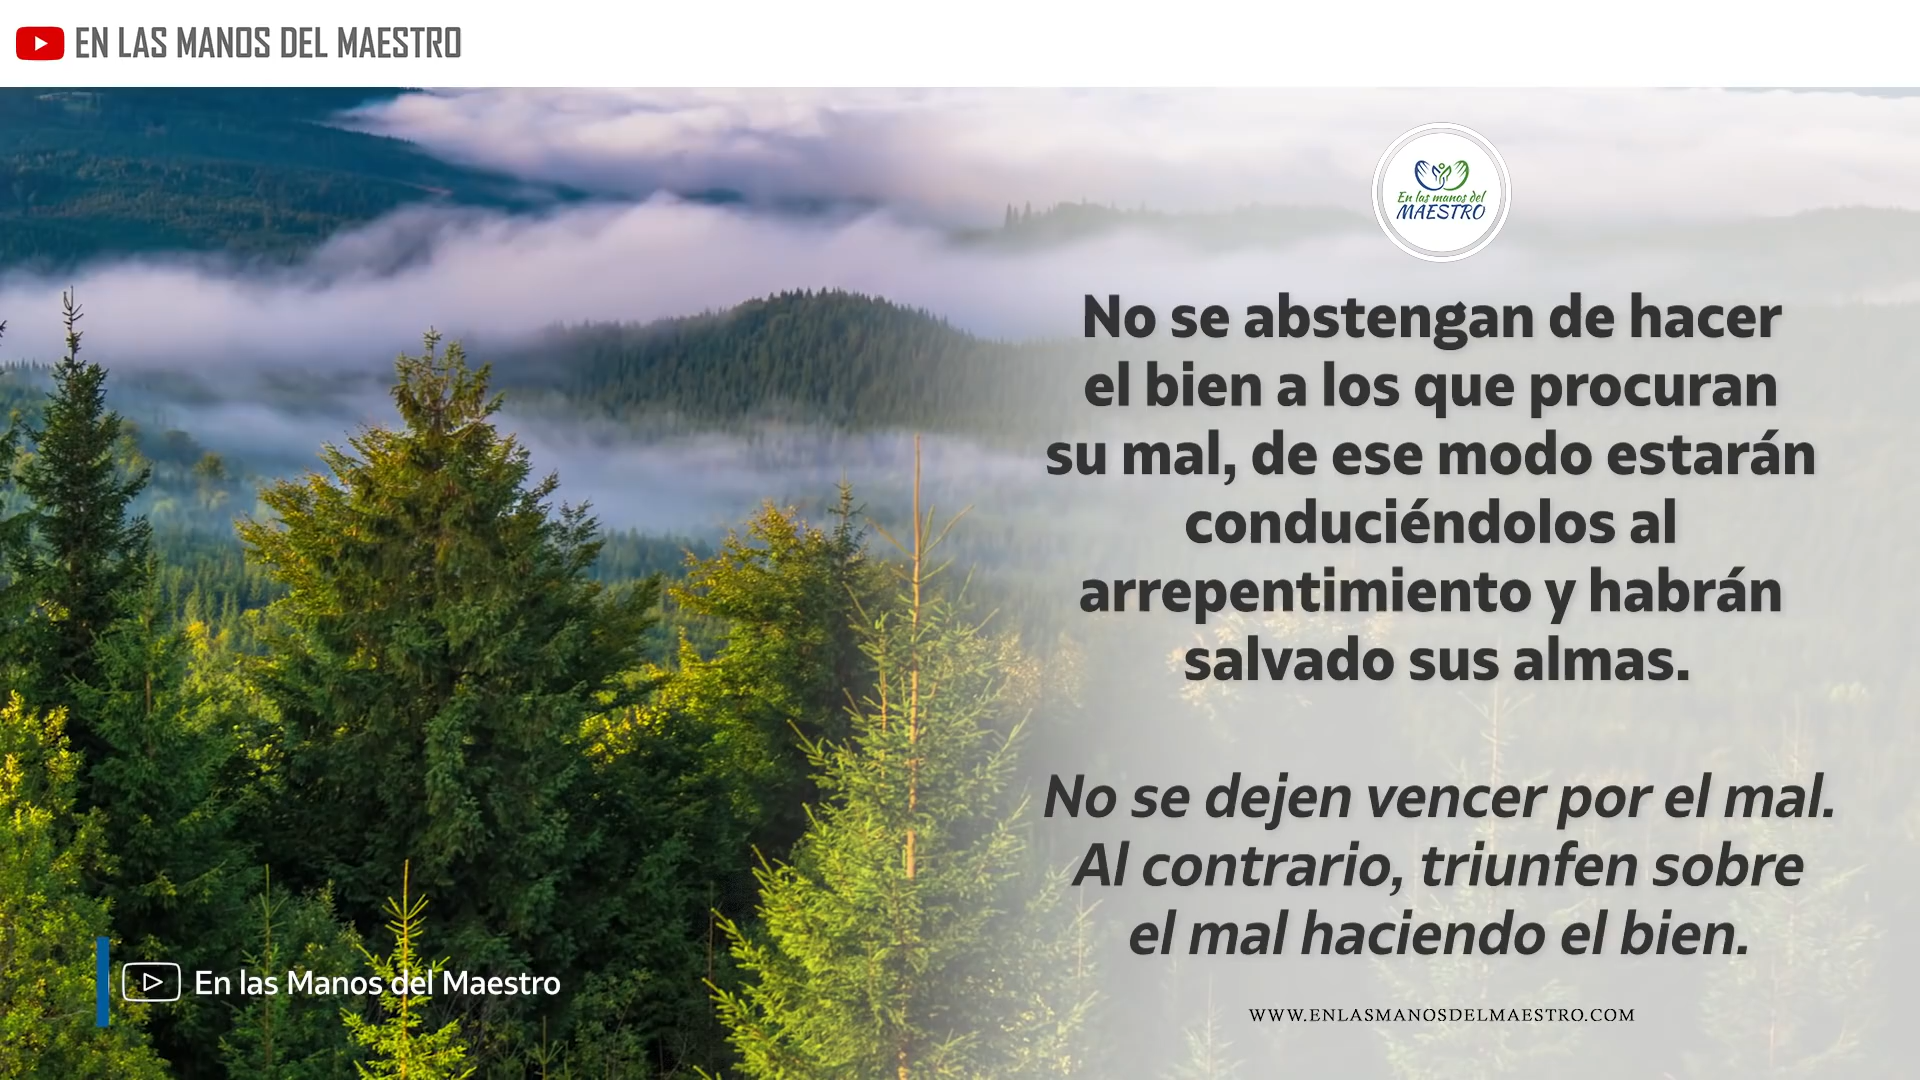 EN LAS MANOS DEL MAESTRO
En las manos del
MAESTRO
No se abstengan de hacer
el bien a los que procuran
su mal, de ese modo estarán
conduciéndolos al
arrepentimiento y habrán
salvado sus almas.
No se dejen vencer por el mal.
Al contrario, triunfen sobre
el mal haciendo el bien.
En las Manos del Maestro
WWW.ENLASMANOSDELMAESTRO.COM